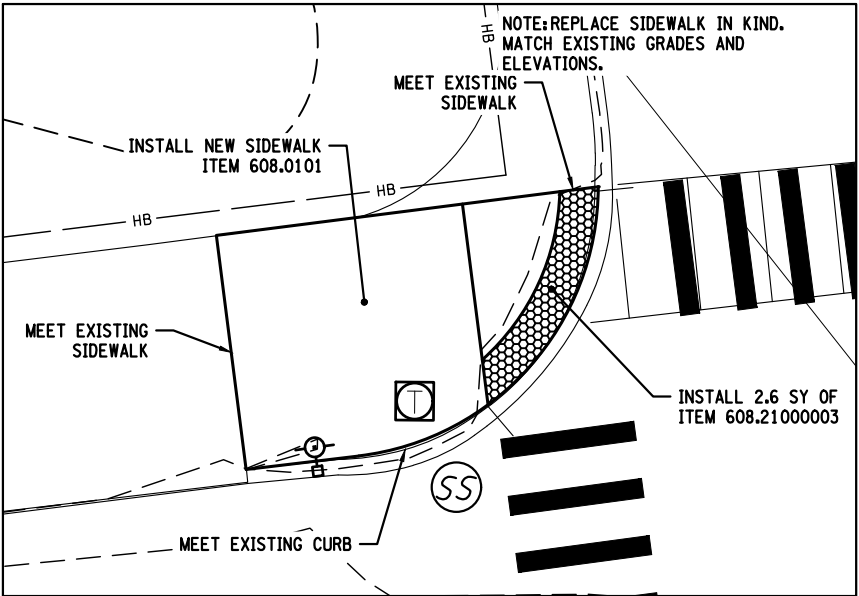 NOTE:REPLACE SIDEWALK IN KIND.
MATCH EXISTING GRADES AND
ELEVATIONS.
HB
MEET EXISTING
SIDEWALK
INSTALL NEW SIDEWALK
ITEM 608.0101
HB
HB
MEET EXISTING
SIDEWALK
T
INSTALL 2.6 SY OF
ITEM 608.21000003
SS
MEET EXISTING CURB